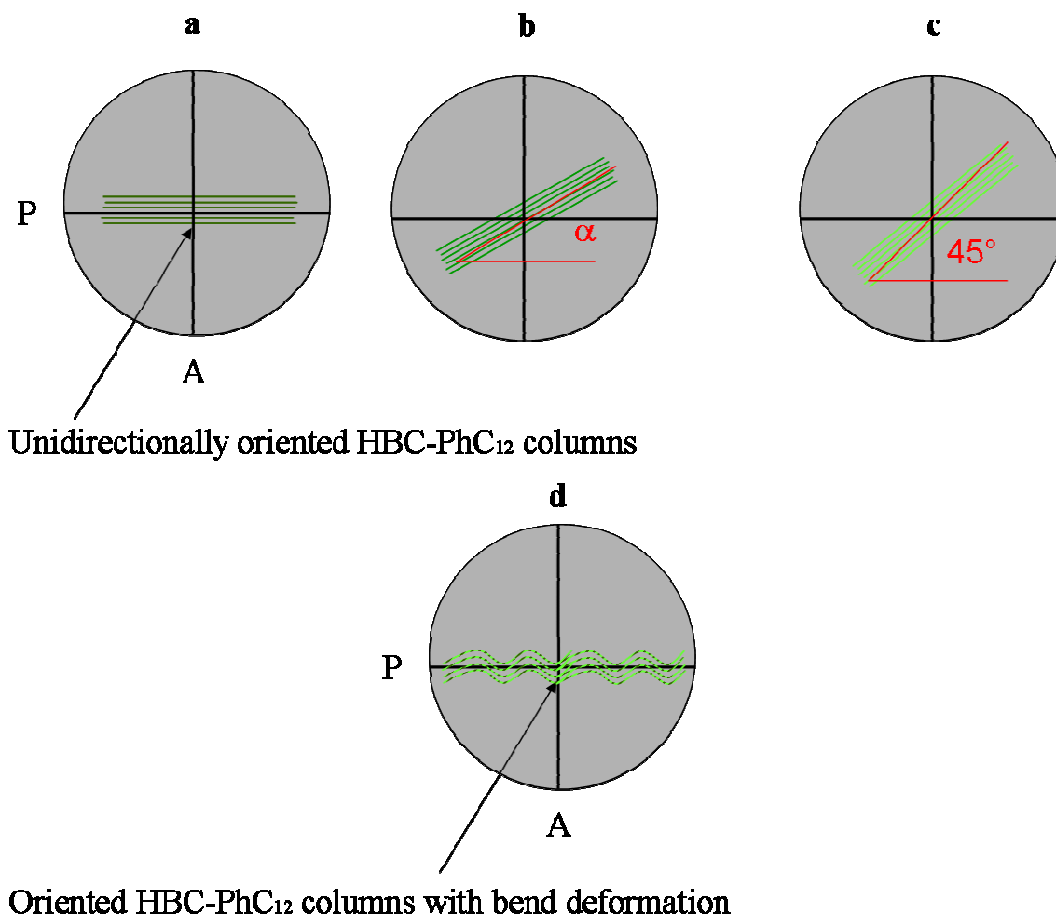 a
b
c
P
α
45°
A
Unidirectionally oriented HBC-PhC₁₂ columns
d
P
A
Oriented HBC-PhC₁₂ columns with bend deformation